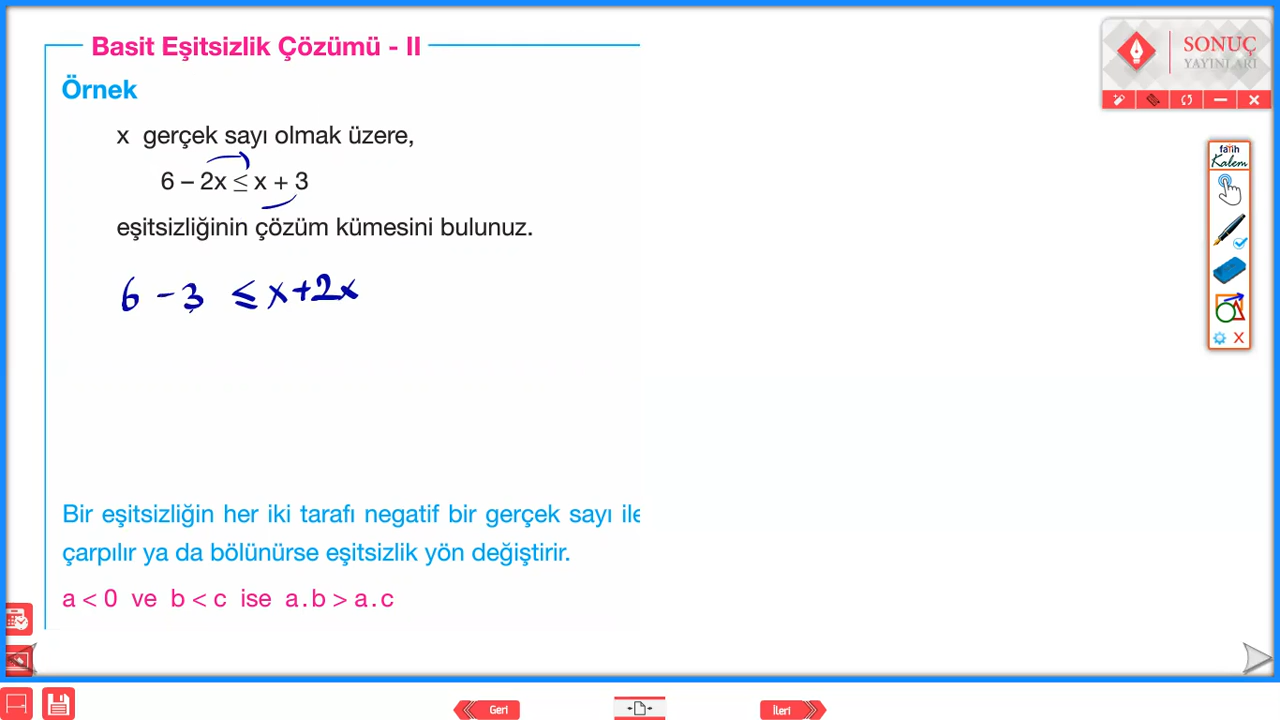 Basit Eşitsizlik Çözümü - II
SONUÇ
YAYINLARI
Örnek
x gerçek sayı olmak üzere,
6 – 2x ≤ x + 3
eşitsizliğinin çözüm kümesini bulunuz.
6 - 3 ≤ x + 2x
fatih
Kalem
X
Bir eşitsizliğin her iki tarafı negatif bir gerçek sayı ile
çarpılır ya da bölünürse eşitsizlik yön değiştirir.
a < 0 ve b < c ise a.b > a.c
Geri
İleri